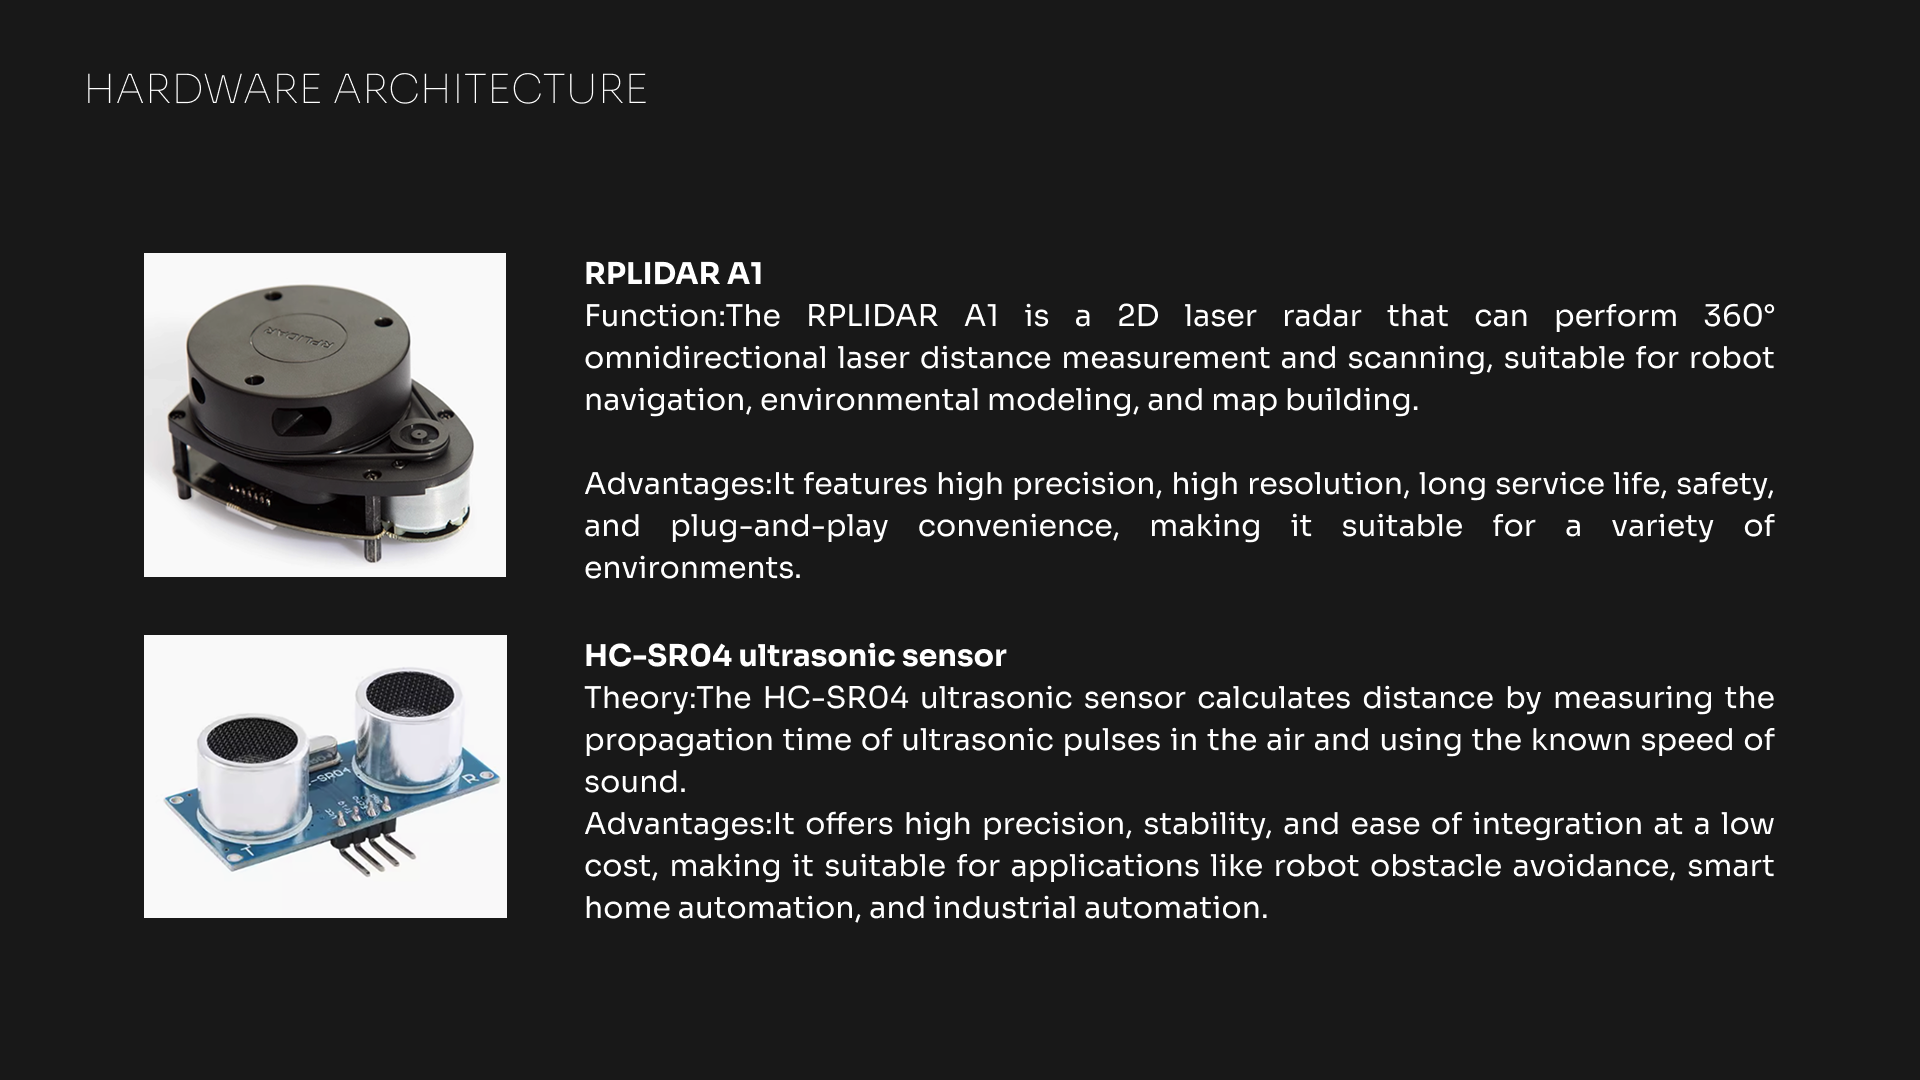 HARDWARE ARCHITECTURE
RPLIDAR
RPLIDAR A1
Function:The RPLIDAR A1 is a 2D laser radar that can perform 360°
omnidirectional laser distance measurement and scanning, suitable for robot
navigation, environmental modeling, and map building.
Advantages:It features high precision, high resolution, long service life, safety,
and plug-and-play convenience, making it suitable for a variety of
environments.
-SR04
R
T
HC-SR04 ultrasonic sensor
Theory:The HC-SR04 ultrasonic sensor calculates distance by measuring the
propagation time of ultrasonic pulses in the air and using the known speed of
sound.
Advantages:It offers high precision, stability, and ease of integration at a low
cost, making it suitable for applications like robot obstacle avoidance, smart
home automation, and industrial automation.